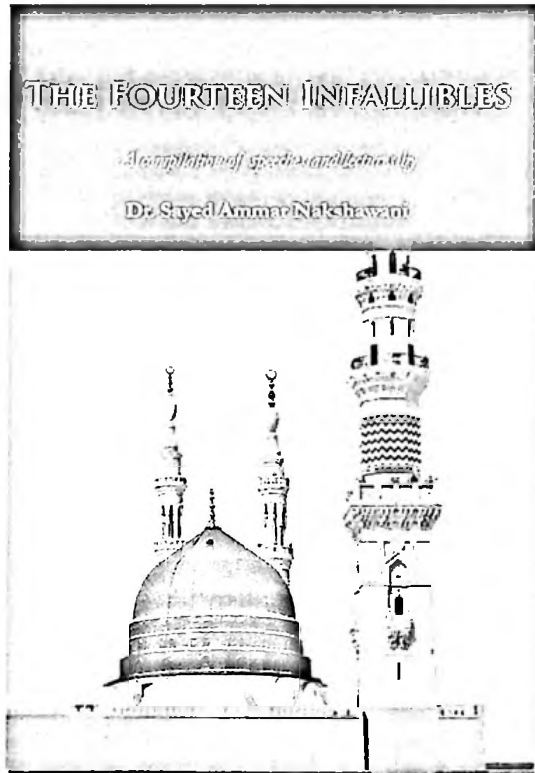 THE FOURTEEN INFALLIBLES
A compilation of speeches and lectures by
Dr. Sayed Ammar Nakshawani